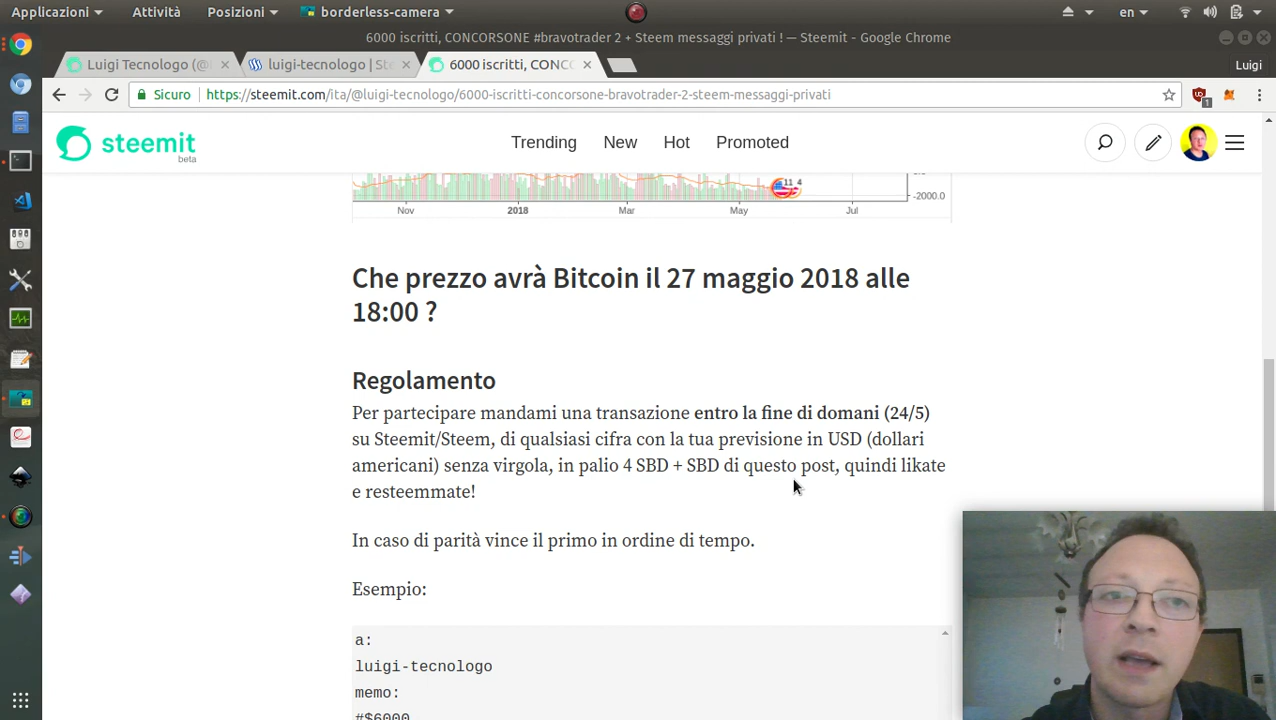 Applicazioni Attività Posizioni borderless-camera en
6000 iscritti, CONCORSONE #bravotrader 2 + Steem messaggi privati ! — Steemit - Google Chrome
Luigi Tecnologo (@l × luigi-tecnologo | Ste × 6000 iscritti, CONCO × Luigi
Sicuro https://steemit.com/ita/@luigi-tecnologo/6000-iscritti-concorsone-bravotrader-2-steem-messaggi-privati 1
steemit
beta
Trending New Hot Promoted
11 4
-2000.0
Nov 2018 Mar May Jul
Che prezzo avrà Bitcoin il 27 maggio 2018 alle
18:00 ?
Regolamento
Per partecipare mandami una transazione entro la fine di domani (24/5)
su Steemit/Steem, di qualsiasi cifra con la tua previsione in USD (dollari
americani) senza virgola, in palio 4 SBD + SBD di questo post, quindi likate
e resteemmate!
In caso di parità vince il primo in ordine di tempo.
Esempio:
a:
luigi-tecnologo
memo:
#$6000